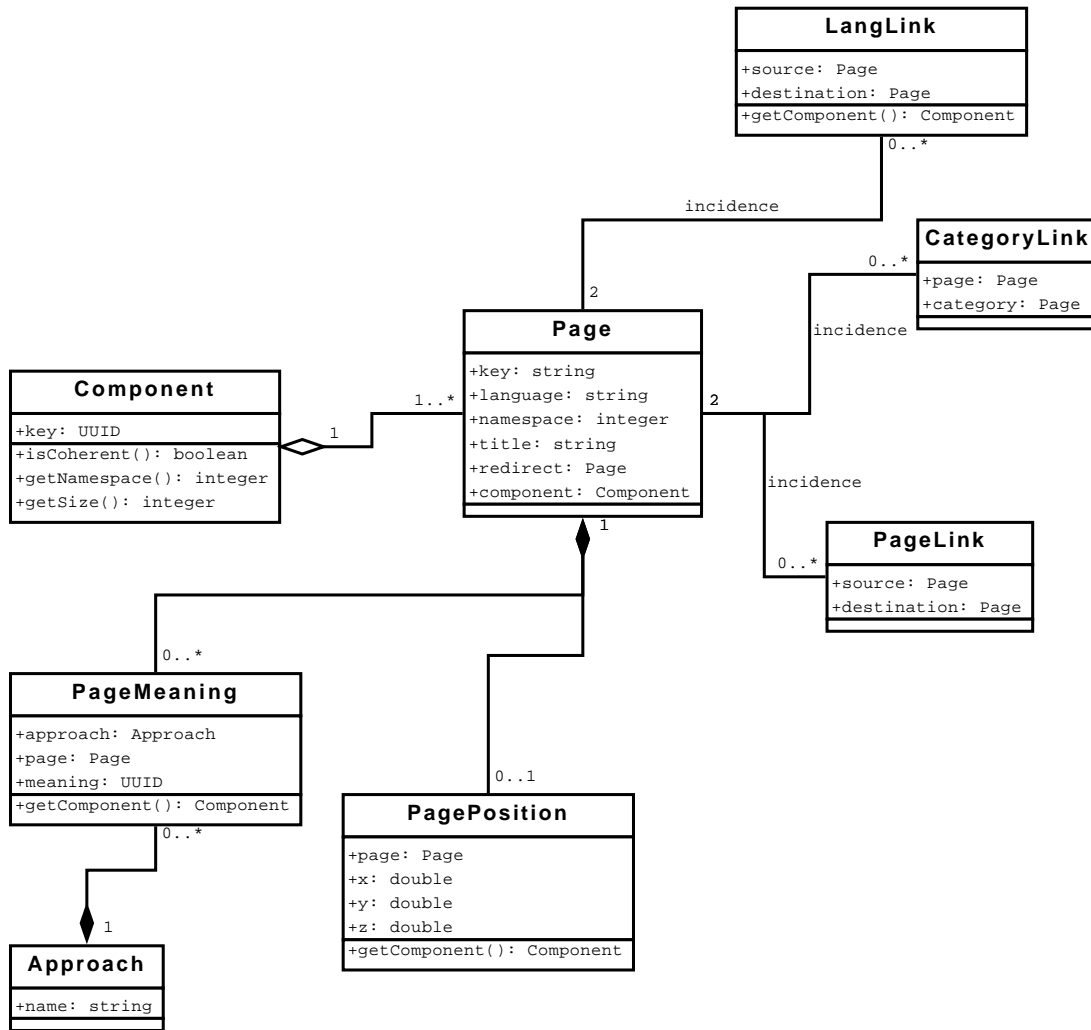 LangLink
+source: Page
+destination: Page
+getComponent(): Component
0..*
incidence
CategoryLink
+page: Page
+category: Page
0..*
incidence
2
Page
+key: string
+language: string
+namespace: integer
+title: string
+redirect: Page
+component: Component
2
1..*
1
Component
+key: UUID
+isCoherent(): boolean
+getNamespace(): integer
+getSize(): integer
incidence
0..*
PageLink
+source: Page
+destination: Page
1
0..*
PageMeaning
+approach: Approach
+page: Page
+meaning: UUID
+getComponent(): Component
0..*
0..1
PagePosition
+page: Page
+x: double
+y: double
+z: double
+getComponent(): Component
1
Approach
+name: string